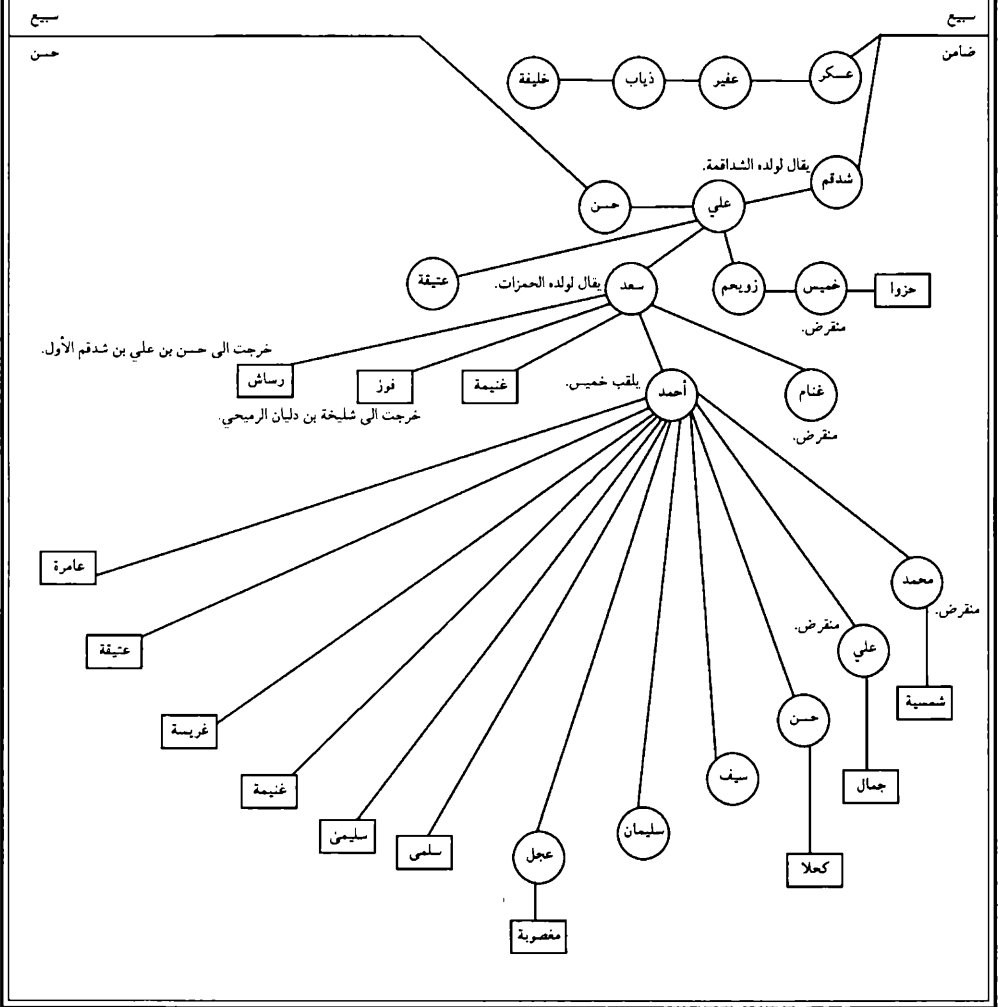 سبيع
سبيع
ضامن
حسن
عسكر
عفير
ذياب
خليفة
شدقم
يقال لولده الشداقمة.
علي
حسن
عتيقة
سعد
يقال لولده الحمزات.
زويحم
خميس
منقرض.
حزوا
خرجت الى حسن بن علي بن شدقم الأول.
رساش
فوز
خرجت الى شليخة بن دليان الرميحي.
غنيمة
أحمد
يلقب خميس.
غنام
منقرض.
محمد
منقرض.
شمسية
علي
منقرض.
جمال
حسن
كحلا
سيف
سليمان
عجل
مغصوبة
سلمى
سليمىٰ
غنيمة
غريسة
عتيقة
عامرة